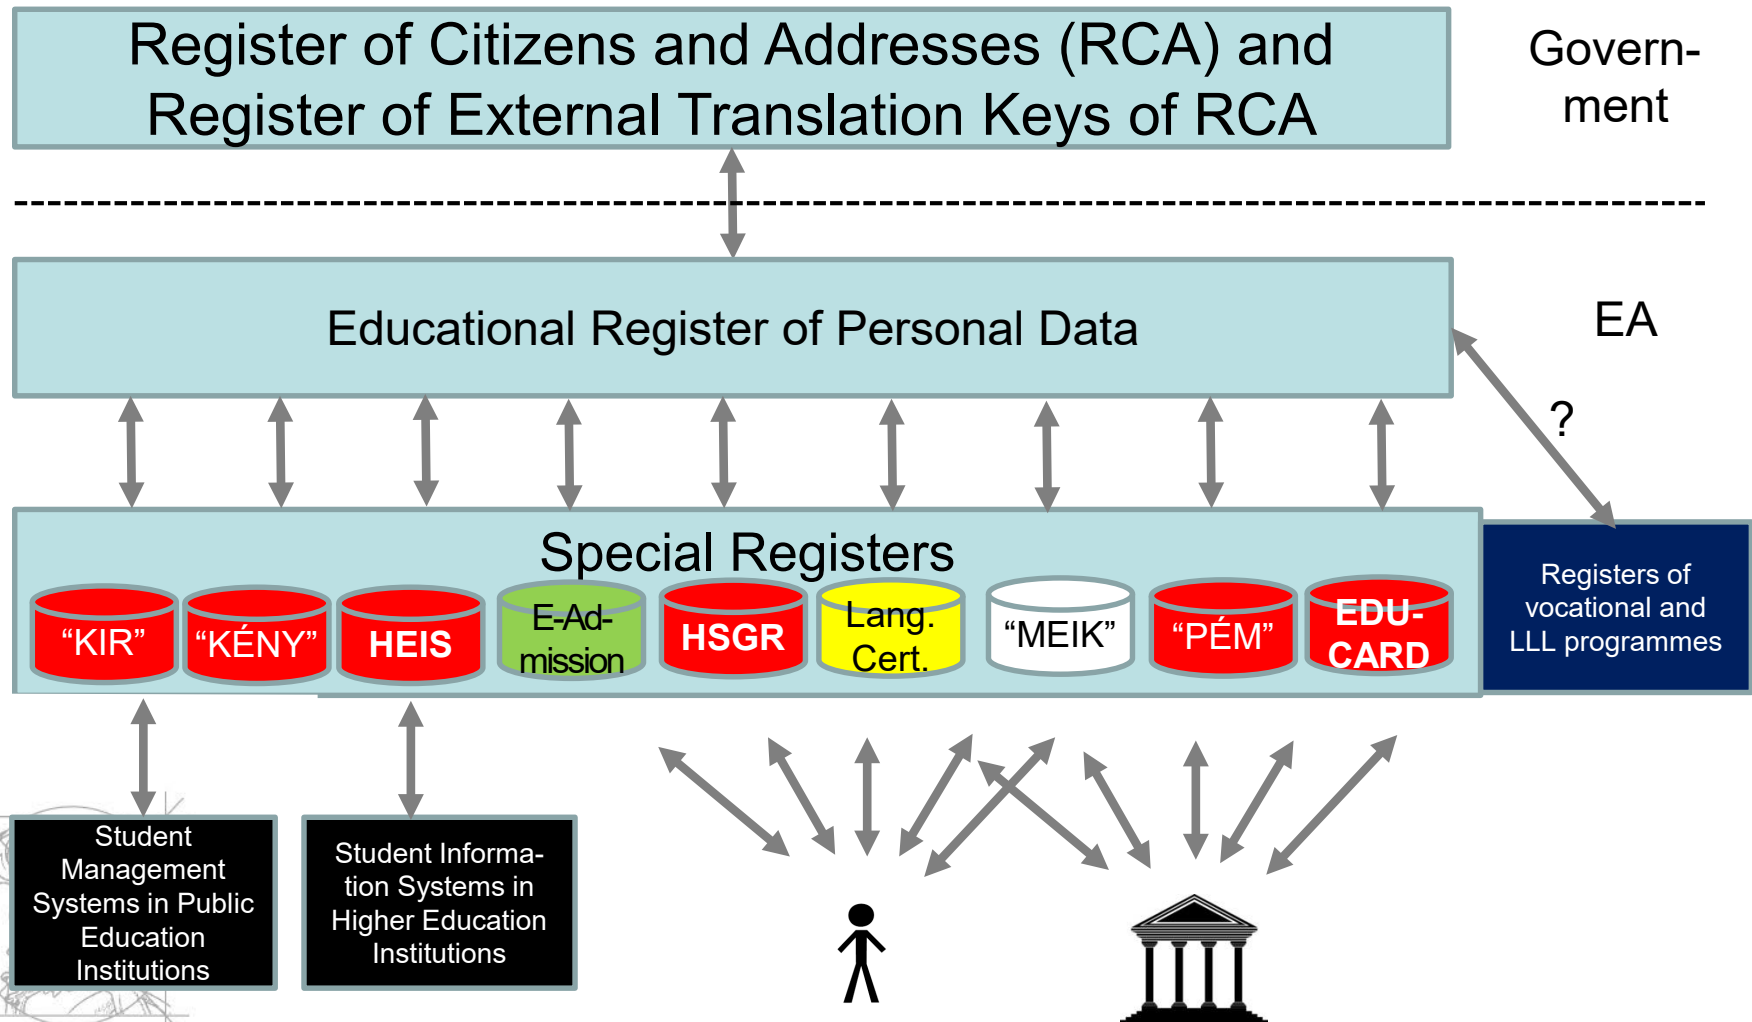 Register of Citizens and Addresses (RCA) and
Register of External Translation Keys of RCA
Govern-
ment
Educational Register of Personal Data
EA
?
Special Registers
“KIR”
“KÉNY”
HEIS
E-Ad-
mission
HSGR
Lang.
Cert.
“MEIK”
“PÉM”
EDU-
CARD
Registers of
vocational and
LLL programmes
Student
Management
Systems in Public
Education
Institutions
Student Informa-
tion Systems in
Higher Education
Institutions